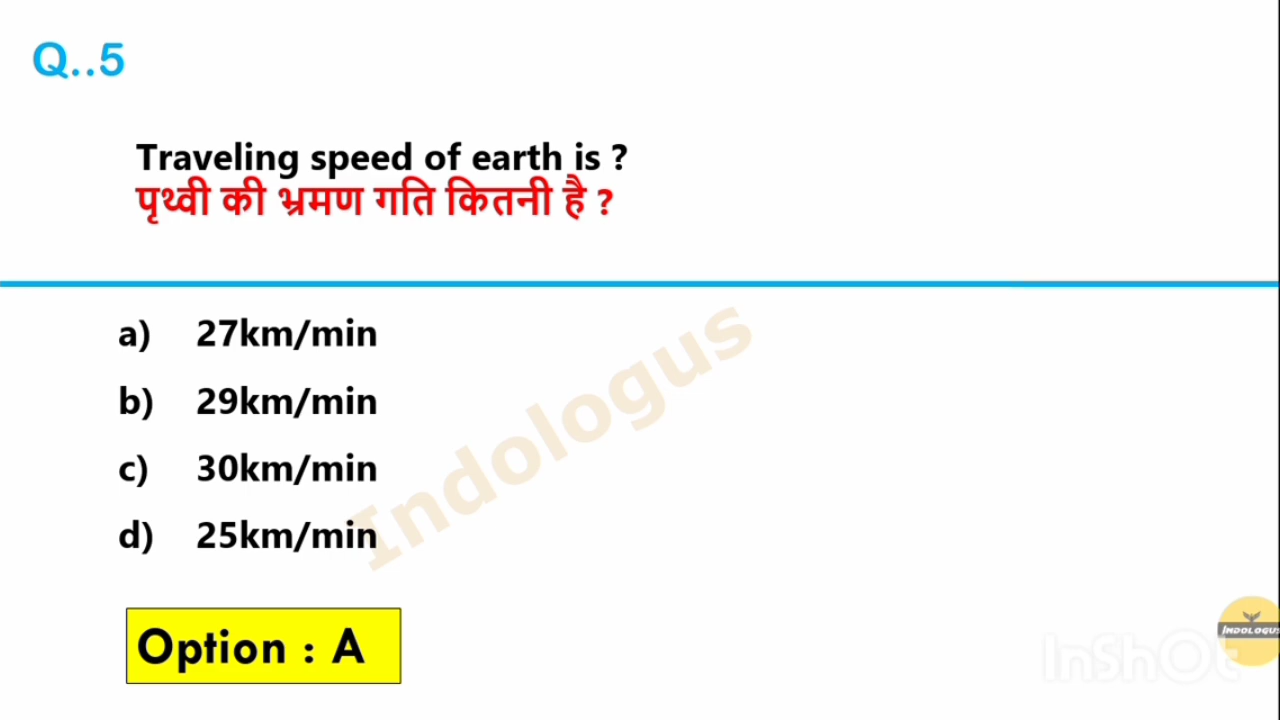 Q..5
Traveling speed of earth is ?
पृथ्वी की भ्रमण गति कितनी है ?
a) 27km/min
b) 29km/min
c) 30km/min
d) 25km/min
Indologus
Option : A
INDOLOGUS
InShOt